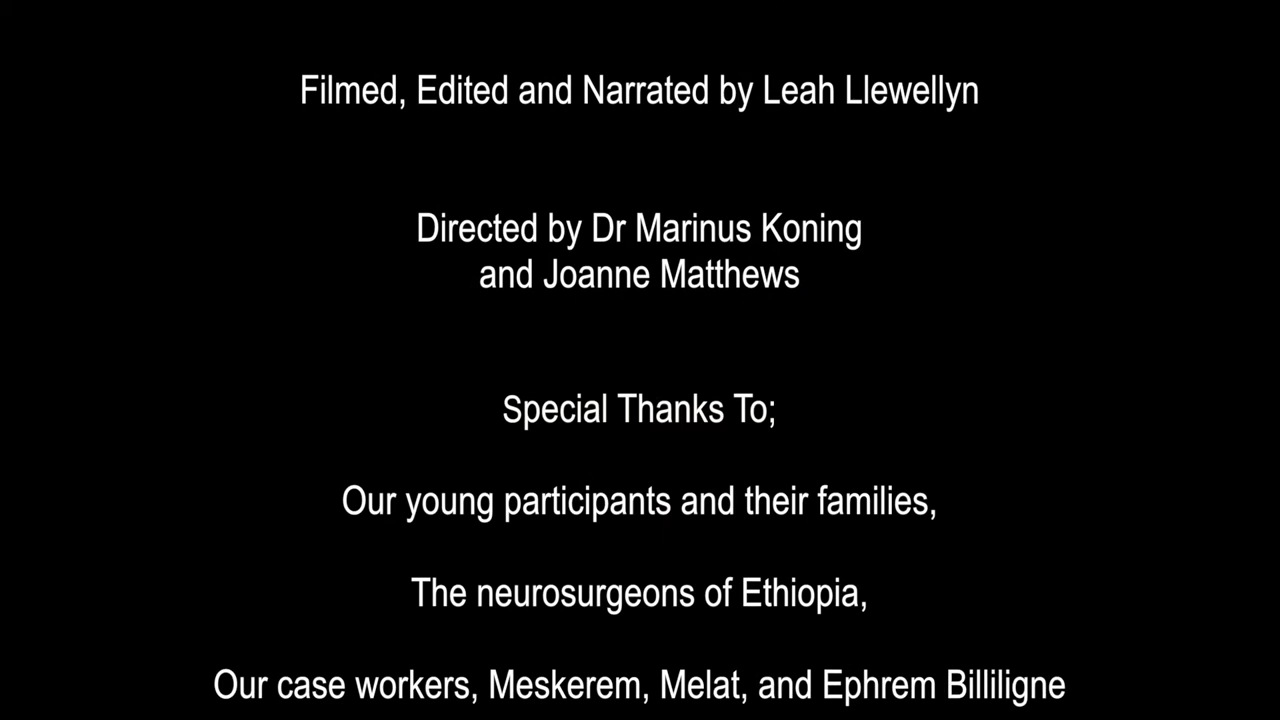 Filmed, Edited and Narrated by Leah Llewellyn
Directed by Dr Marinus Koning
and Joanne Matthews
Special Thanks To;
Our young participants and their families,
The neurosurgeons of Ethiopia,
Our case workers, Meskerem, Melat, and Ephrem Billiligne